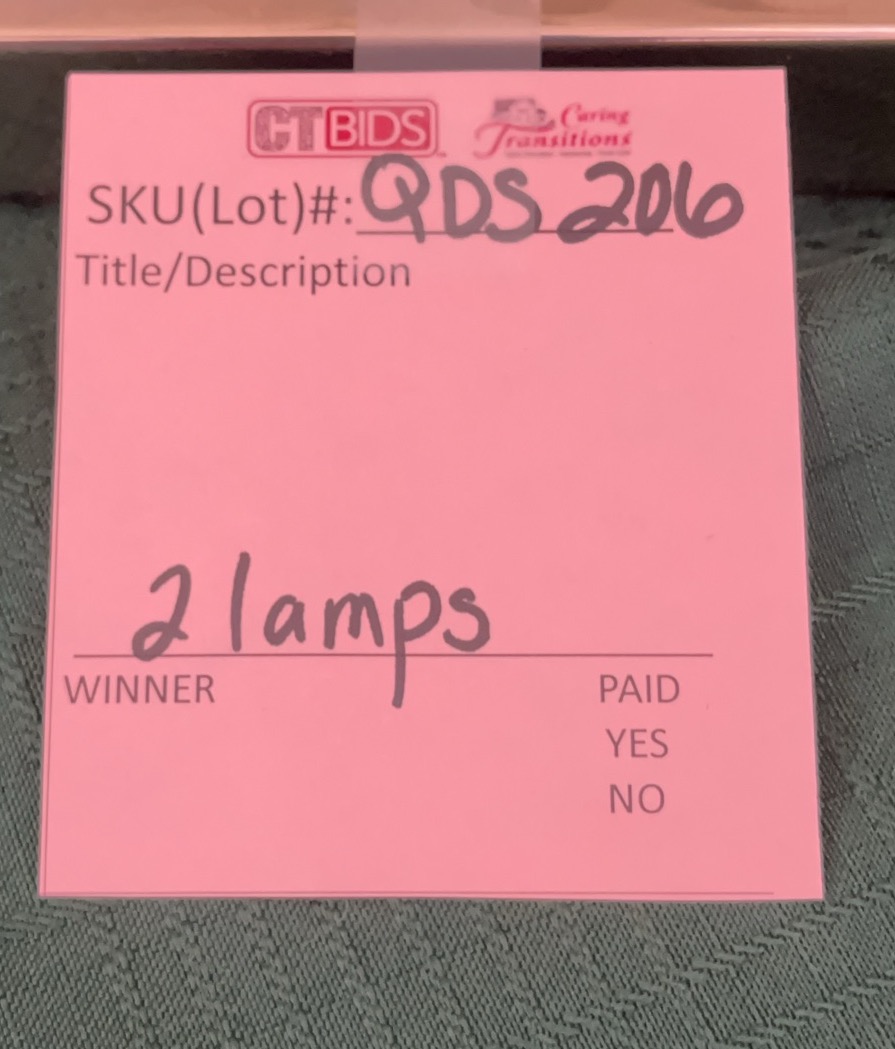 CTBIDS Caring Transitions
SKU(Lot)#: QDS 206
Title/Description
2 lamps
WINNER PAID
YES
NO